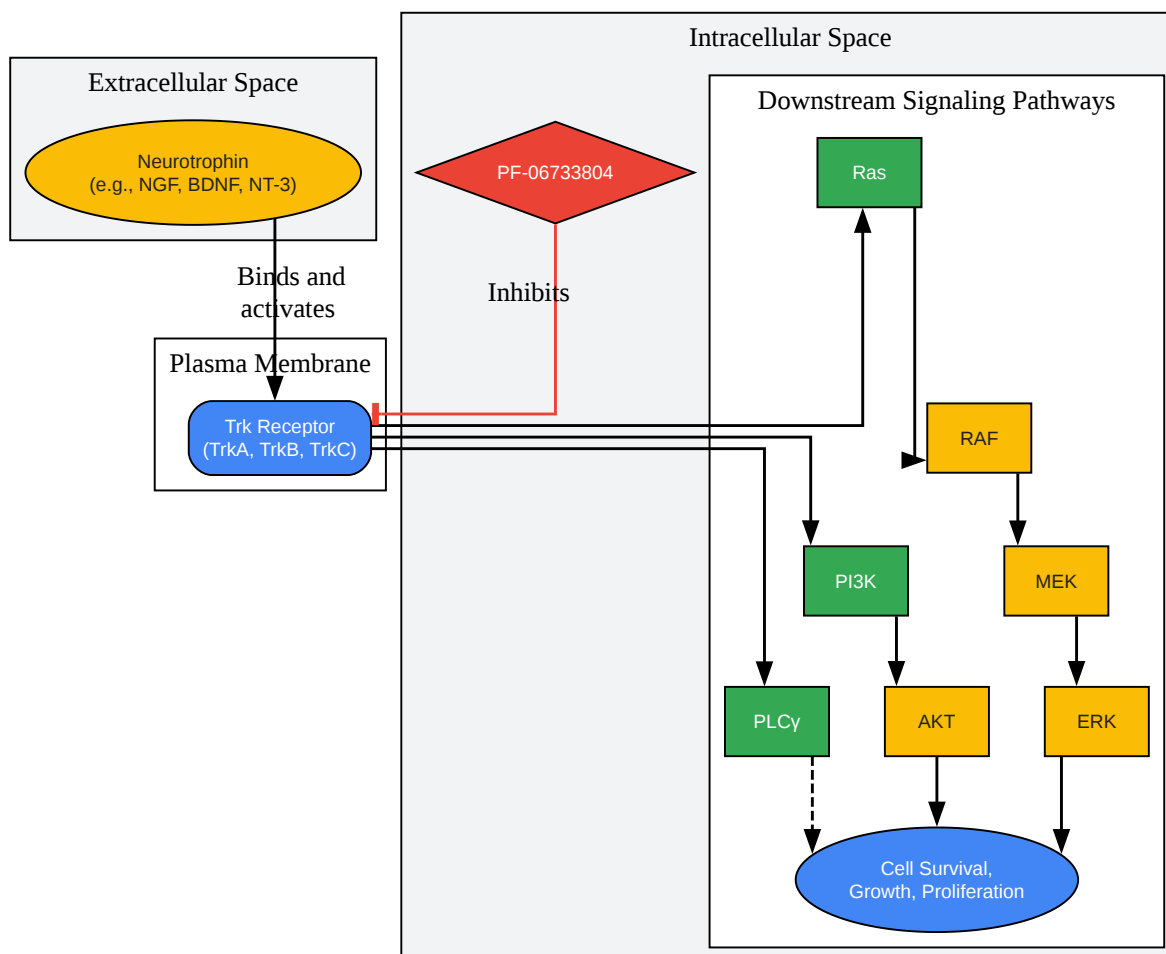 Intracellular Space
Extracellular Space
Neurotrophin
(e.g., NGF, BDNF, NT-3)
Binds and
activates
Plasma Membrane
Trk Receptor
(TrkA, TrkB, TrkC)
PF-06733804
Inhibits
Downstream Signaling Pathways
Ras
RAF
PI3K
MEK
PLCγ
AKT
ERK
Cell Survival,
Growth, Proliferation